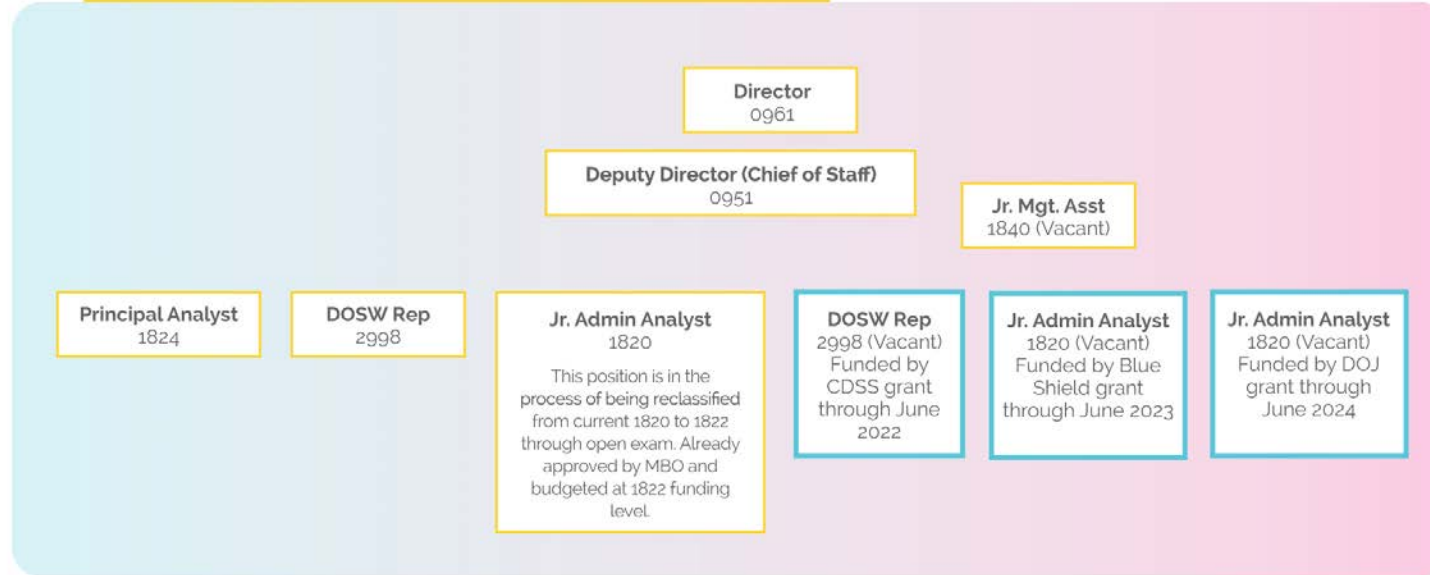 Director
0961
Deputy Director (Chief of Staff)
0951
Jr. Mgt. Asst
1840 (Vacant)
Principal Analyst
1824
DOSW Rep
2998
Jr. Admin Analyst
1820
This position is in the
process of being reclassified
from current 1820 to 1822
through open exam. Already
approved by MBO and
budgeted at 1822 funding
level.
DOSW Rep
2998 (Vacant)
Funded by
CDSS grant
through June
2022
Jr. Admin Analyst
1820 (Vacant)
Funded by Blue
Shield grant
through June 2023
Jr. Admin Analyst
1820 (Vacant)
Funded by DOJ
grant through
June 2024